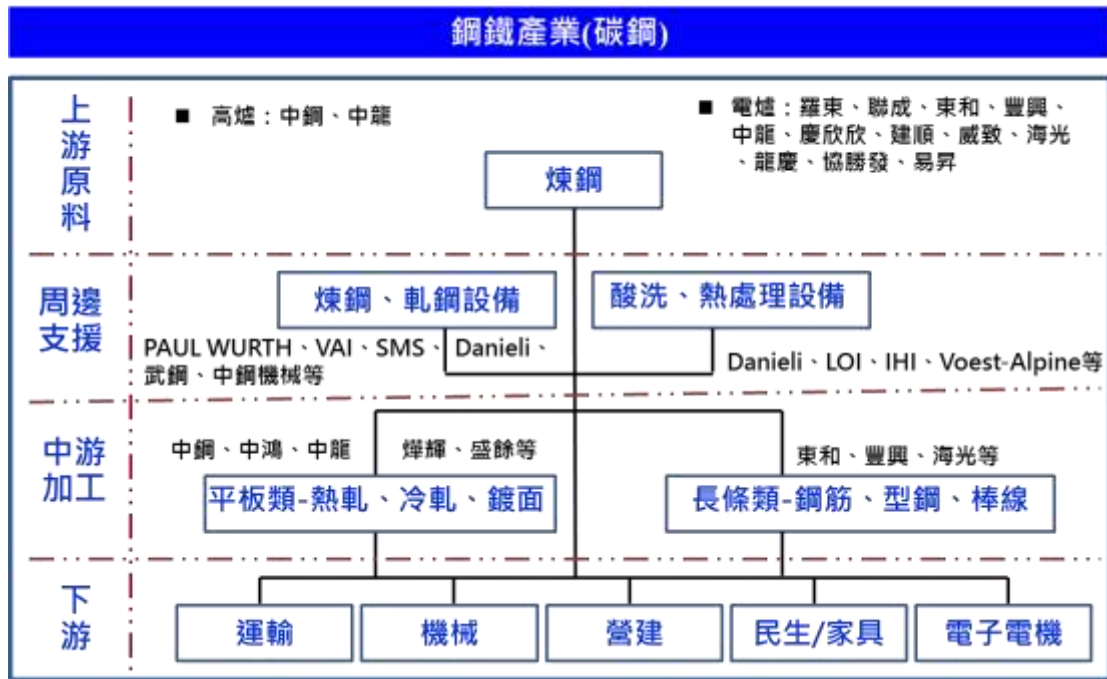 鋼鐵產業(碳鋼)
上游原料
■ 高爐：中鋼、中龍
■ 電爐：羅東、聯成、東和、豐興、
中龍、慶欣欣、建順、威致、海光
、龍慶、協勝發、易昇
煉鋼
周邊
支援
煉鋼、軋鋼設備
酸洗、熱處理設備
PAUL WURTH、VAI、SMS、Danieli、
武鋼、中鋼機械等
Danieli、LOI、IHI、Voest-Alpine等
中游
加工
中鋼、中鴻、中龍
燁輝、盛餘等
東和、豐興、海光等
平板類-熱軋、冷軋、鍍面
長條類-鋼筋、型鋼、棒線
下游
運輸
機械
營建
民生/家具
電子電機